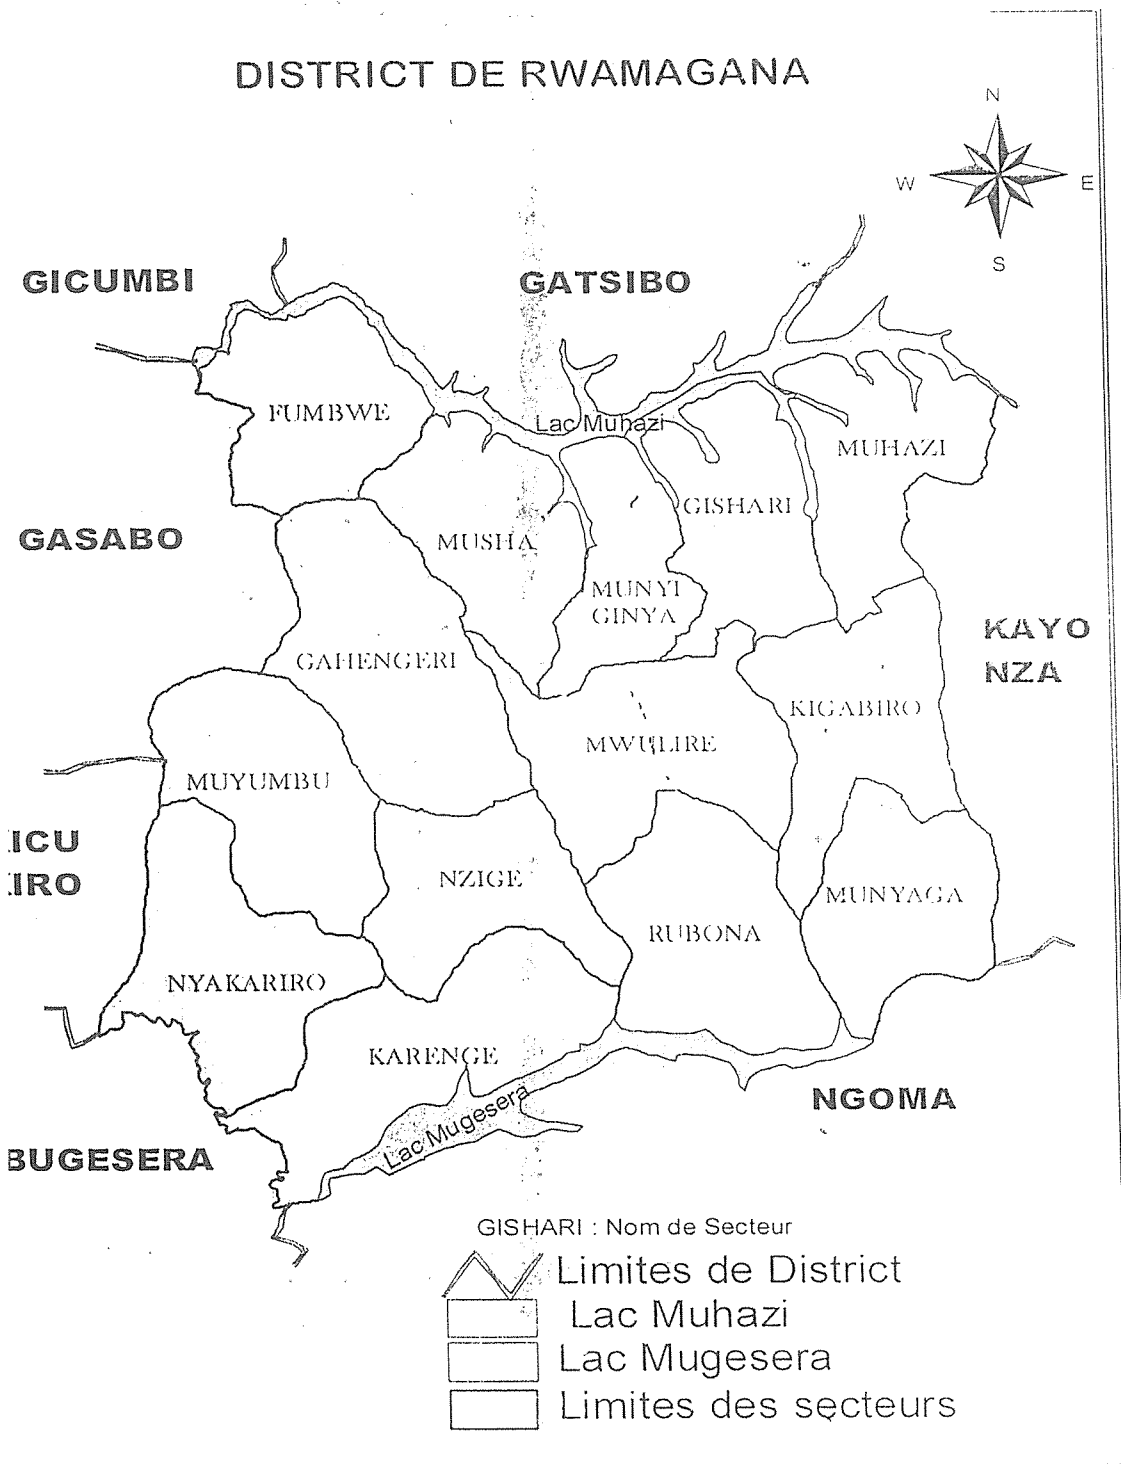 DISTRICT DE RWAMAGANA
N
W
E
S
GICUMBI
GATSIBO
FUMBWE
Lac Muhazi
MUHAZI
GISHARI
GASABO
MUSHA
MUNYI
GINYA
KAYO
NZA
GAHENGERI
KIGABIRO
MWULIRE
MUYUMBU
ICU
IRO
NZIGE
MUNYAGA
RUBONA
NYAKARIRO
KARENGE
NGOMA
Lac Mugesera
BUGESERA
GISHARI : Nom de Secteur
Limites de District
Lac Muhazi
Lac Mugesera
Limites des secteurs